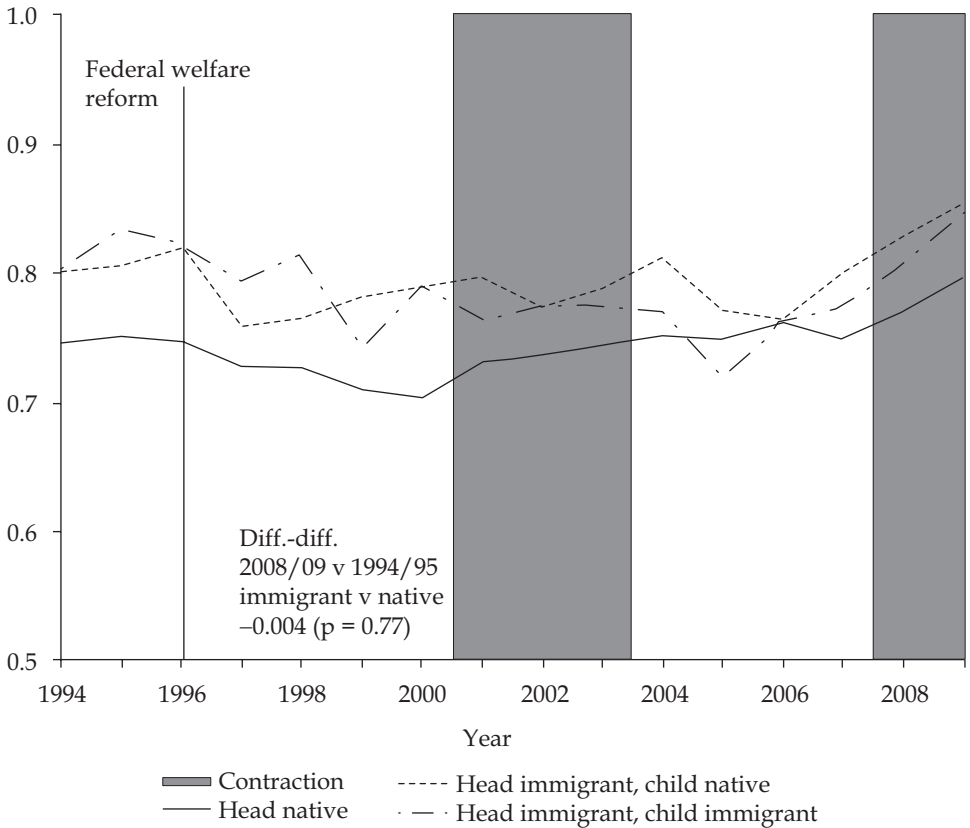 1.0
Federal welfare
reform
0.9
0.8
0.7
0.6
Diff.-diff.
2008/09 v 1994/95
immigrant v native
–0.004 (p = 0.77)
0.5
1994 1996 1998 2000 2002 2004 2006 2008
Year
Contraction
Head native
Head immigrant, child native
Head immigrant, child immigrant